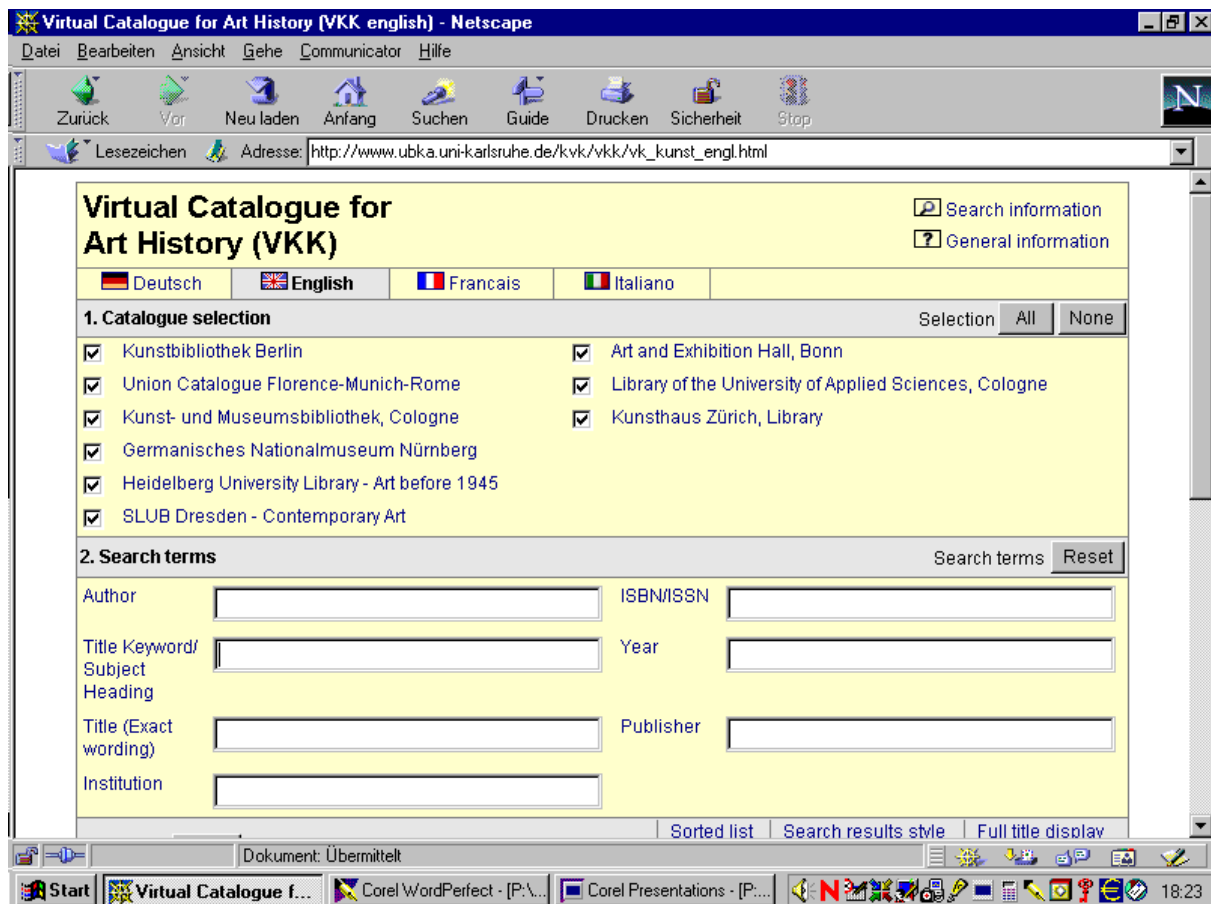 Virtual Catalogue for Art History (VKK english) - Netscape
Datei Bearbeiten Ansicht Gehe Communicator Hilfe
Zurück Vor Neu laden Anfang Suchen Guide Drucken Sicherheit Stop
N
Lesezeichen Adresse: http://www.ubka.uni-karlsruhe.de/kvk/vkk/vk_kunst_engl.html
Virtual Catalogue for
Art History (VKK)
Search information
? General information
Deutsch English Francais Italiano
1. Catalogue selection Selection All None
Kunstbibliothek Berlin Art and Exhibition Hall, Bonn
Union Catalogue Florence-Munich-Rome Library of the University of Applied Sciences, Cologne
Kunst- und Museumsbibliothek, Cologne Kunsthaus Zürich, Library
Germanisches Nationalmuseum Nürnberg
Heidelberg University Library - Art before 1945
SLUB Dresden - Contemporary Art
2. Search terms Search terms Reset
Author ISBN/ISSN
Title Keyword/ Year
Subject
Heading
Title (Exact Publisher
wording)
Institution
Sorted list Search results style Full title display
Dokument: Übermittelt
Start Virtual Catalogue f... Corel WordPerfect - [P:\... Corel Presentations - [P:... N 18:23